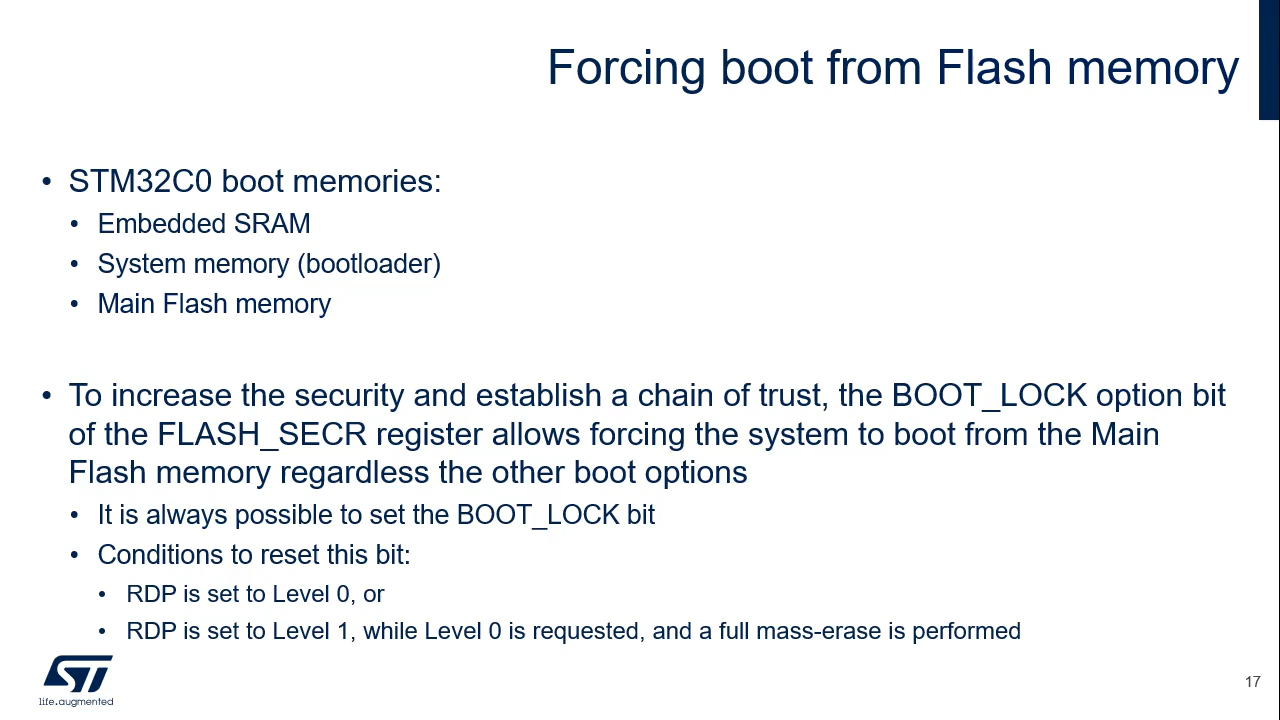 Forcing boot from Flash memory
• STM32C0 boot memories:
• Embedded SRAM
• System memory (bootloader)
• Main Flash memory
• To increase the security and establish a chain of trust, the BOOT_LOCK option bit
of the FLASH_SECR register allows forcing the system to boot from the Main
Flash memory regardless the other boot options
• It is always possible to set the BOOT_LOCK bit
• Conditions to reset this bit:
• RDP is set to Level 0, or
• RDP is set to Level 1, while Level 0 is requested, and a full mass-erase is performed
ST
life.augmented
17